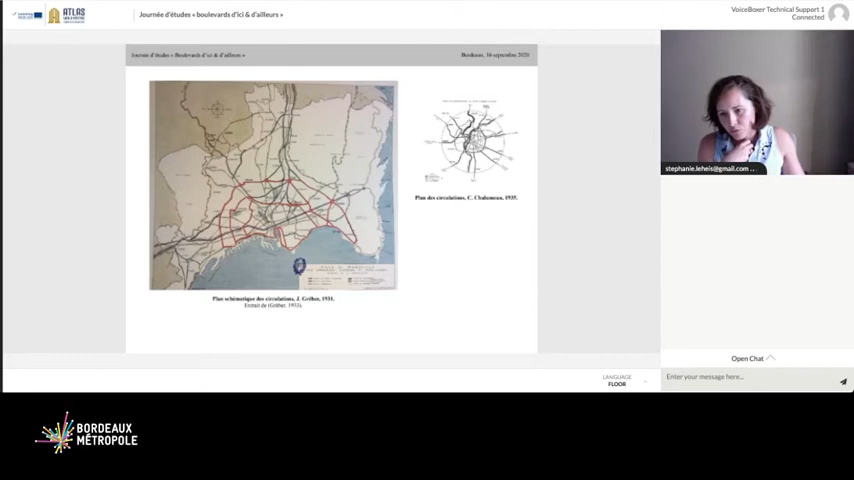 ATLAS
Journée d'études « boulevards d'ici & d'ailleurs »
VoiceBoxer Technical Support 1
Connected
Journée d'études « Boulevards d'ici & d'ailleurs »
Bordeaux, 16 septembre 2020
stephanie.leheis@gmail.com ...
Plan des circulations, C. Chalumeau, 1935.
Plan schématique des circulations, J. Gréber, 1931.
Extrait de (Gréber, 1933).
Open Chat
LANGUAGE
FLOOR
Enter your message here...
BORDEAUX
MÉTROPOLE